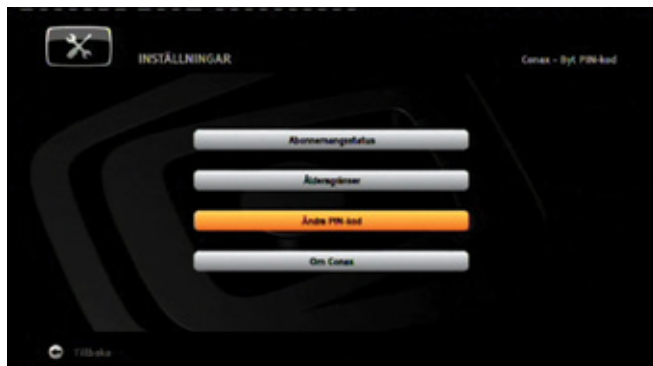 INSTÄLLNINGAR
Conax - Byt PIN-kod
Abonnemangsstatus
Åldersgränser
Ändra PIN-kod
Om Conax
Tillbaka